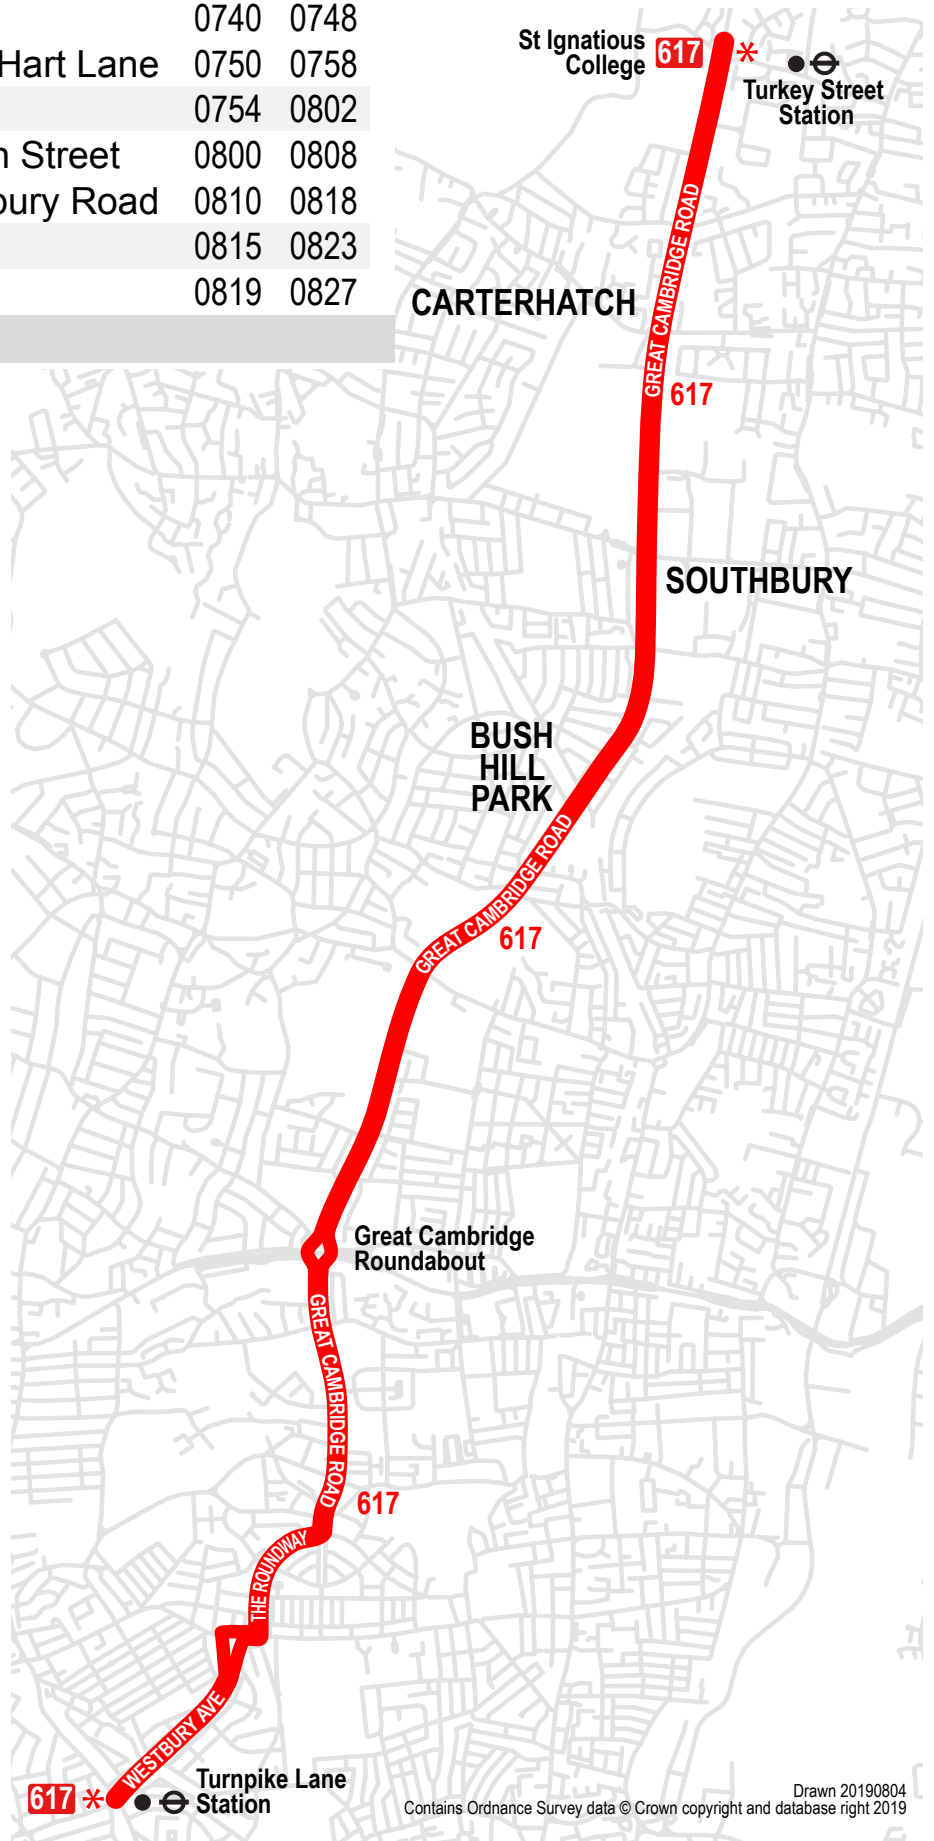 0740 0748
Hart Lane 0750 0758
0754 0802
Street 0800 0808
bury Road 0810 0818
0815 0823
0819 0827
St Ignatious
College 617 *
Turkey Street
Station
GREAT CAMBRIDGE ROAD
CARTERHATCH
617
SOUTHBURY
BUSH
HILL
PARK
GREAT CAMBRIDGE ROAD
617
Great Cambridge
Roundabout
GREAT CAMBRIDGE ROAD
617
THE ROUNDWAY
WESTBURY AVE
617 *
Turnpike Lane
Station
Drawn 20190804
Contains Ordnance Survey data © Crown copyright and database right 2019